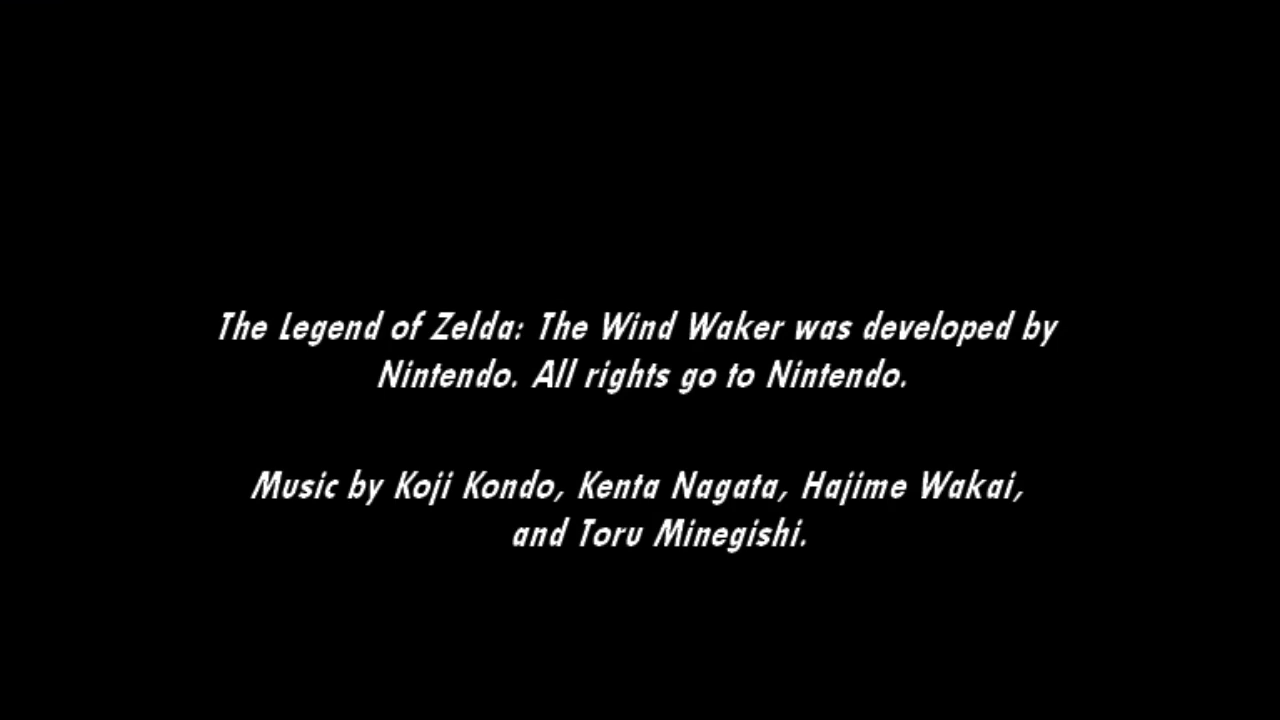 The Legend of Zelda: The Wind Waker was developed by
Nintendo. All rights go to Nintendo.
Music by Koji Kondo, Kenta Nagata, Hajime Wakai,
and Toru Minegishi.